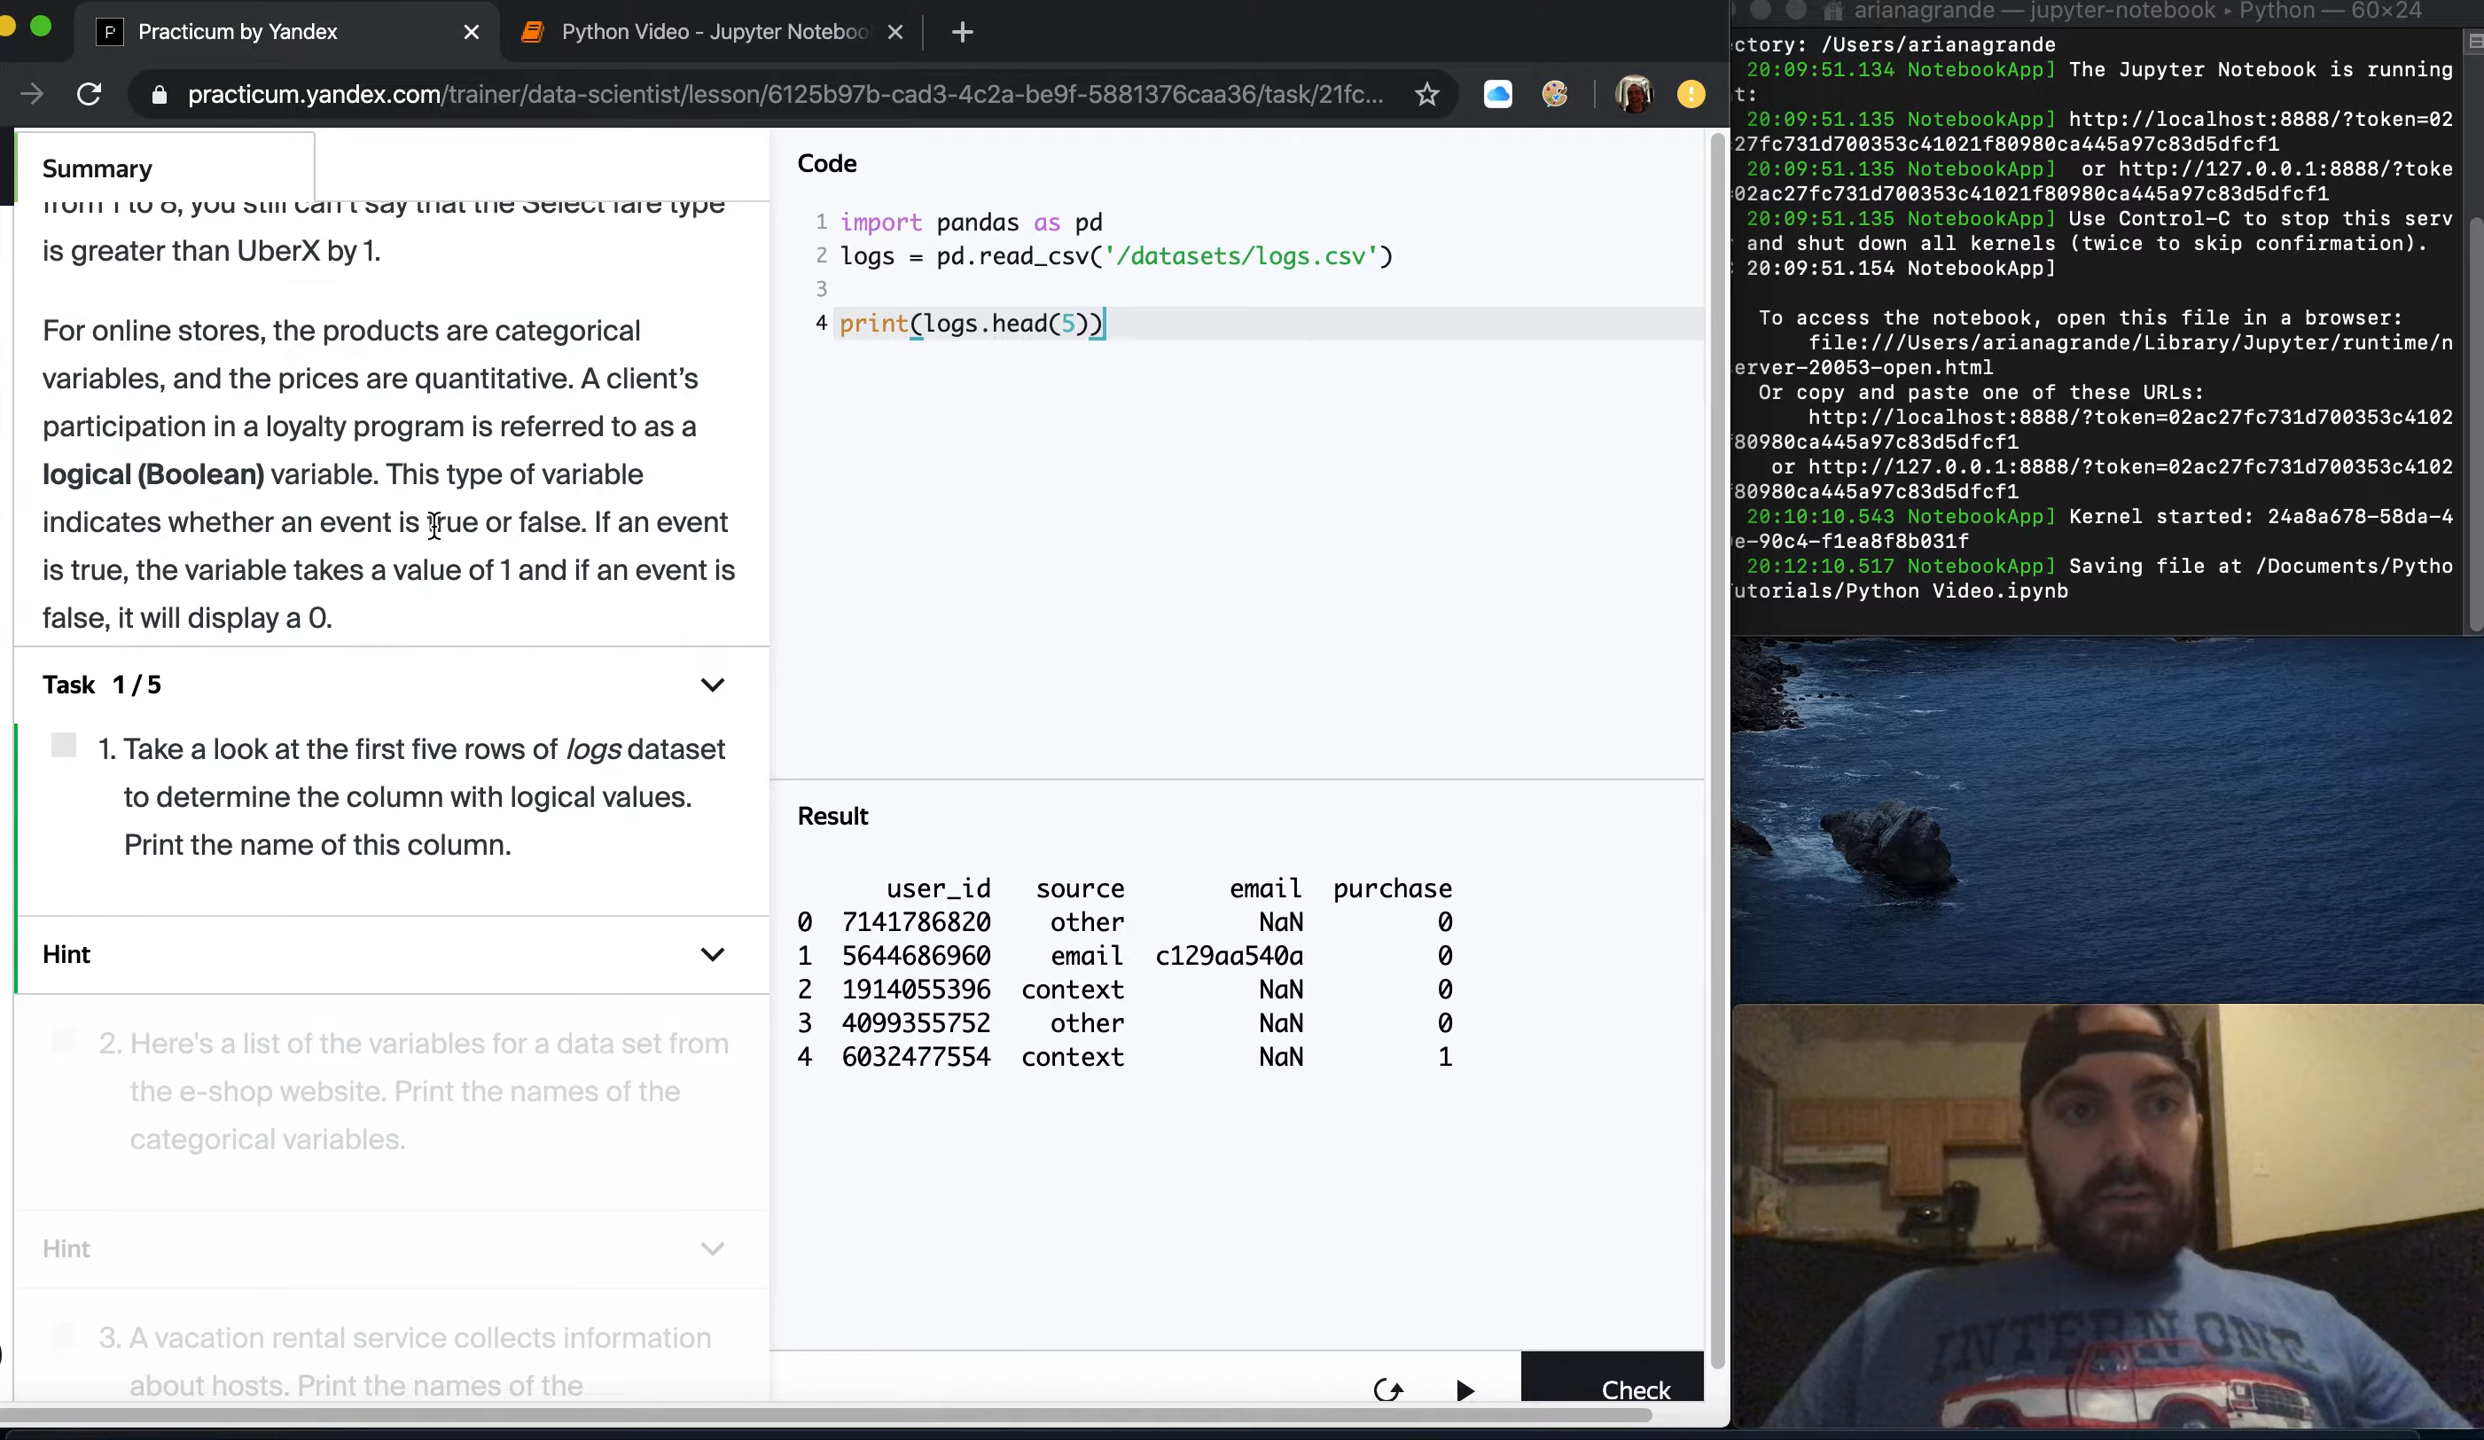 Practicum by Yandex
Python Video - Jupyter Noteboo
practicum.yandex.com/trainer/data-scientist/lesson/6125b97b-cad3-4c2a-be9f-5881376caa36/task/21fc...
Summary
from 1 to 8, you still can't say that the Select fare type
is greater than UberX by 1.
For online stores, the products are categorical
variables, and the prices are quantitative. A client's
participation in a loyalty program is referred to as a
logical (Boolean) variable. This type of variable
indicates whether an event is true or false. If an event
is true, the variable takes a value of 1 and if an event is
false, it will display a 0.
Task 1 / 5
1. Take a look at the first five rows of logs dataset
to determine the column with logical values.
Print the name of this column.
Hint
2. Here's a list of the variables for a data set from
the e-shop website. Print the names of the
categorical variables.
Hint
3. A vacation rental service collects information
about hosts. Print the names of the
Code
1 import pandas as pd
2 logs = pd.read_csv('/datasets/logs.csv')
3
4 print(logs.head(5))
Result
user_id source email purchase
0 7141786820 other NaN 0
1 5644686960 email c129aa540a 0
2 1914055396 context NaN 0
3 4099355752 other NaN 0
4 6032477554 context NaN 1
Check
arianagrande — jupyter-notebook ▸ Python — 60×24
ctory: /Users/arianagrande
20:09:51.134 NotebookApp] The Jupyter Notebook is running
t:
20:09:51.135 NotebookApp] http://localhost:8888/?token=02
27fc731d700353c41021f80980ca445a97c83d5dfcf1
20:09:51.135 NotebookApp] or http://127.0.0.1:8888/?toke
=02ac27fc731d700353c41021f80980ca445a97c83d5dfcf1
20:09:51.135 NotebookApp] Use Control-C to stop this serv
and shut down all kernels (twice to skip confirmation).
20:09:51.154 NotebookApp]
To access the notebook, open this file in a browser:
file:///Users/arianagrande/Library/Jupyter/runtime/n
erver-20053-open.html
Or copy and paste one of these URLs:
http://localhost:8888/?token=02ac27fc731d700353c4102
f80980ca445a97c83d5dfcf1
or http://127.0.0.1:8888/?token=02ac27fc731d700353c4102
f80980ca445a97c83d5dfcf1
20:10:10.543 NotebookApp] Kernel started: 24a8a678-58da-4
e-90c4-f1ea8f8b031f
20:12:10.517 NotebookApp] Saving file at /Documents/Pytho
utorials/Python Video.ipynb
INTERN ONE